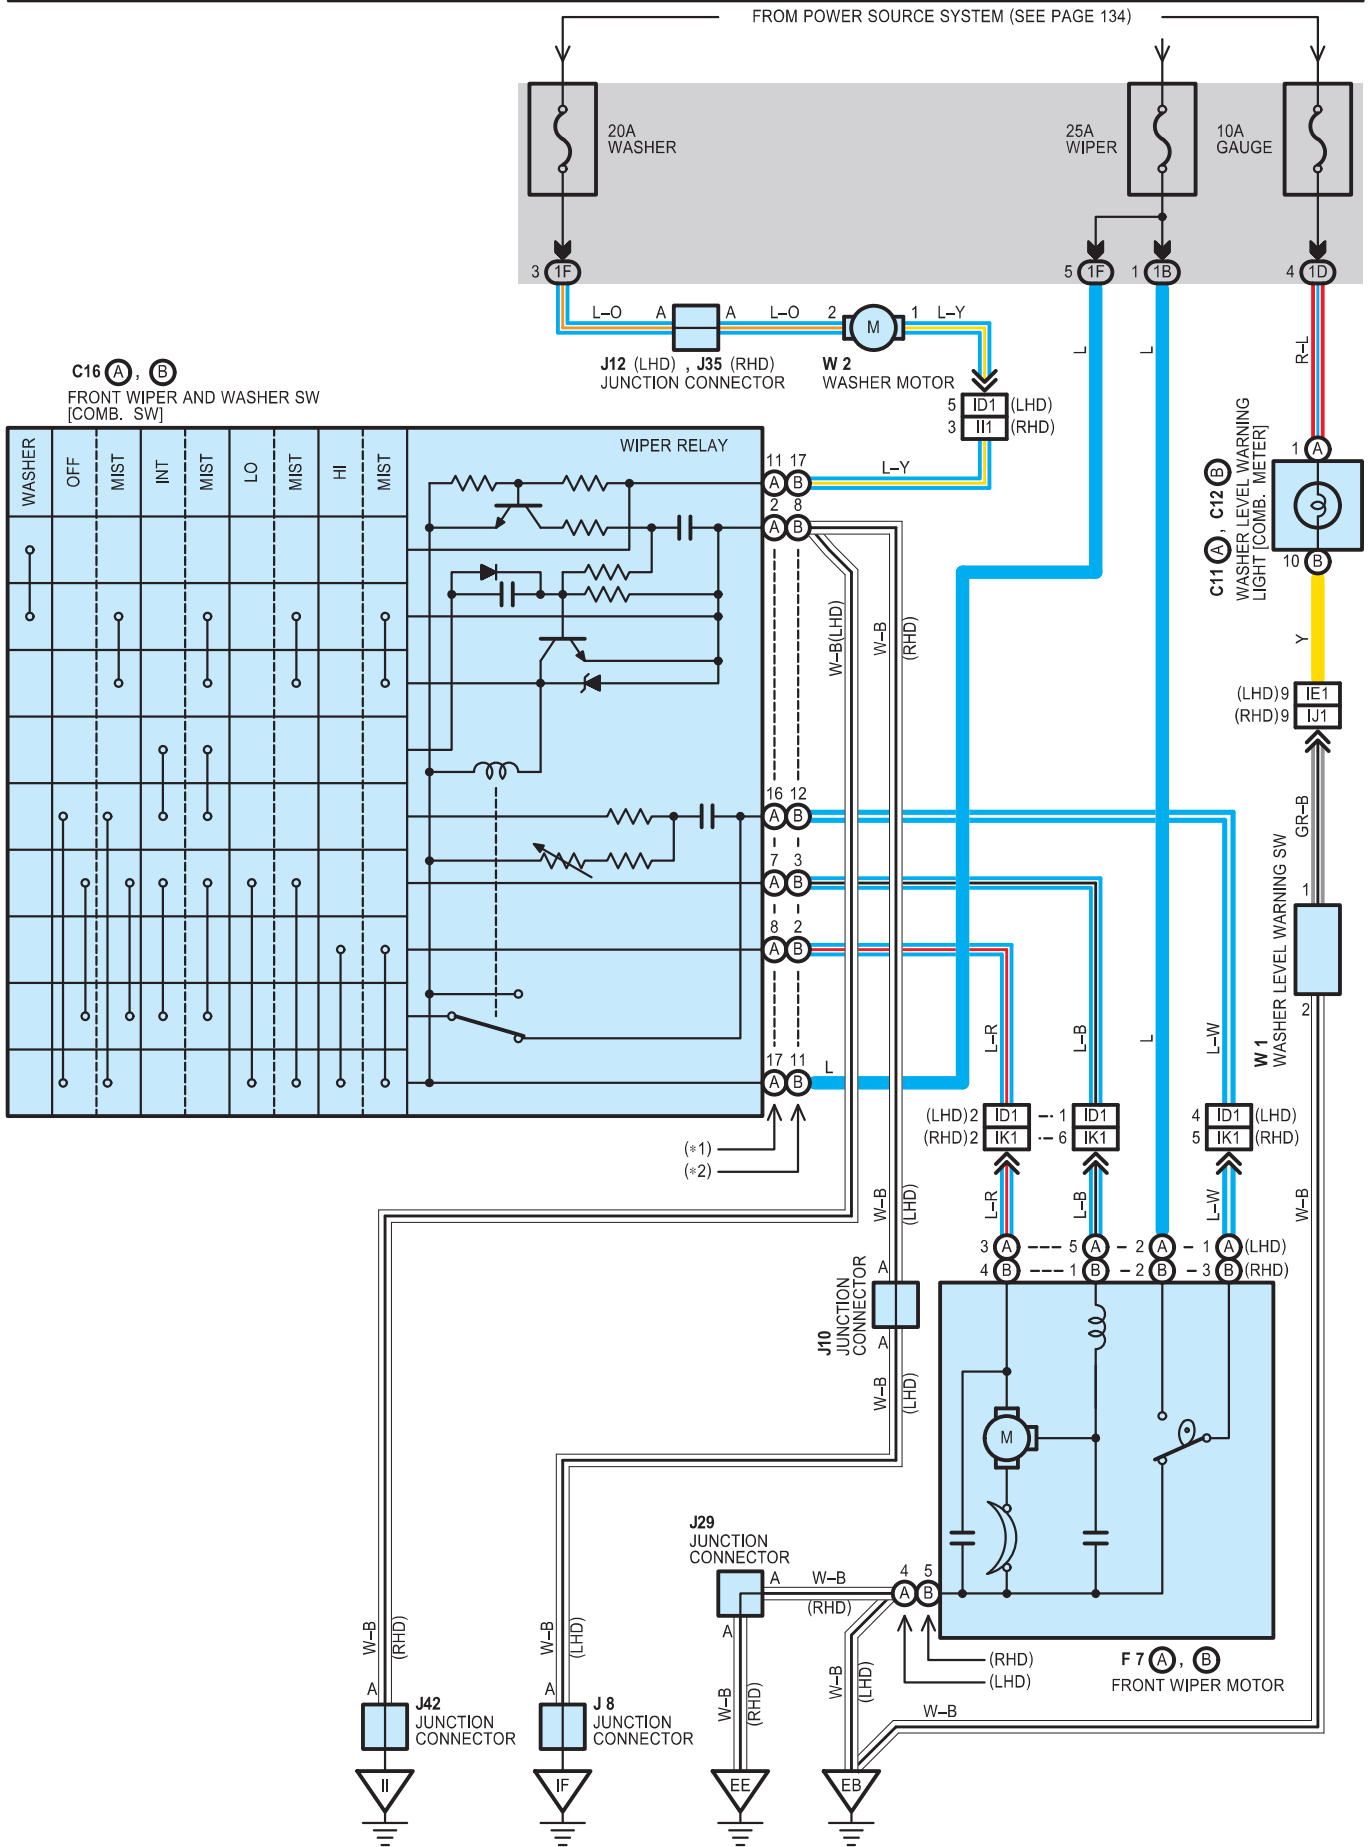 FROM POWER SOURCE SYSTEM (SEE PAGE 134)
20A
WASHER
25A
WIPER
10A
GAUGE
3 1F
5 1F
1 1B
4 1D
L–O A A L–O 2 M 1 L–Y
J12 (LHD) , J35 (RHD)
JUNCTION CONNECTOR
W 2
WASHER MOTOR
L
L
R–L
5 ID1 (LHD)
3 II1 (RHD)
L–Y
C16 A , B
FRONT WIPER AND WASHER SW
[COMB. SW]
WASHER
OFF
MIST
INT
MIST
LO
MIST
HI
MIST
WIPER RELAY
11 17
A B
2 8
A B
16 12
A B
7 3
A B
8 2
A B
17 11
A B
L
(*1)
(*2)
W–B(LHD)
W–B
(RHD)
1 A
C11 A , C12 B
WASHER LEVEL WARNING
LIGHT [COMB. METER]
10 B
Y
(LHD) 9 IE1
(RHD) 9 IJ1
GR–B
1
W 1
WASHER LEVEL WARNING SW
2
L–R
L–B
L
L–W
(LHD) 2 ID1 1 ID1 4 ID1 (LHD)
(RHD) 2 IK1 6 IK1 5 IK1 (RHD)
L–R
L–B
L–W
W–B
W–B
(LHD)
3 A 5 A 2 A 1 A (LHD)
4 B 1 B 2 B 3 B (RHD)
A
J10
JUNCTION
CONNECTOR
A
W–B
(LHD)
M
J29
JUNCTION
CONNECTOR
A W–B
(RHD)
4 5
A B
A
(RHD)
(LHD)
F 7 A , B
FRONT WIPER MOTOR
W–B
(RHD)
W–B
(LHD)
W–B
(RHD)
W–B
(LHD)
W–B
A
J42
JUNCTION
CONNECTOR
A
J 8
JUNCTION
CONNECTOR
II
IF
EE
EB